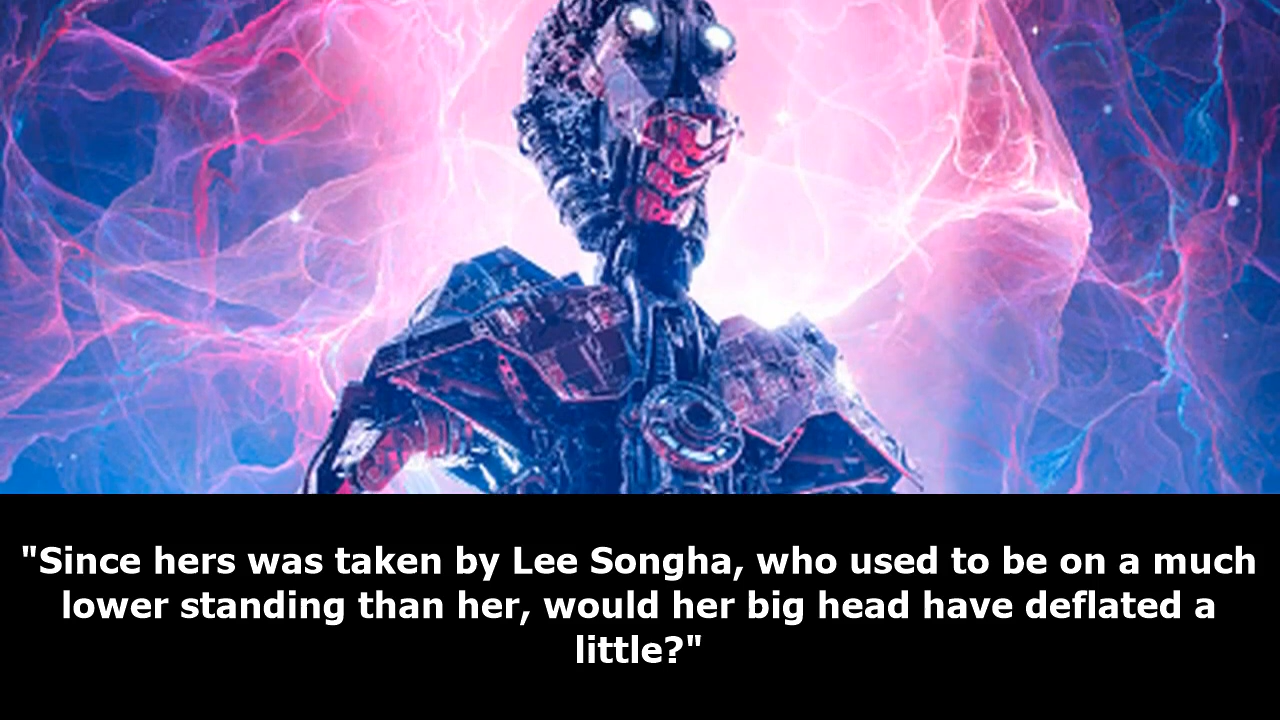 "Since hers was taken by Lee Songha, who used to be on a much
lower standing than her, would her big head have deflated a
little?"